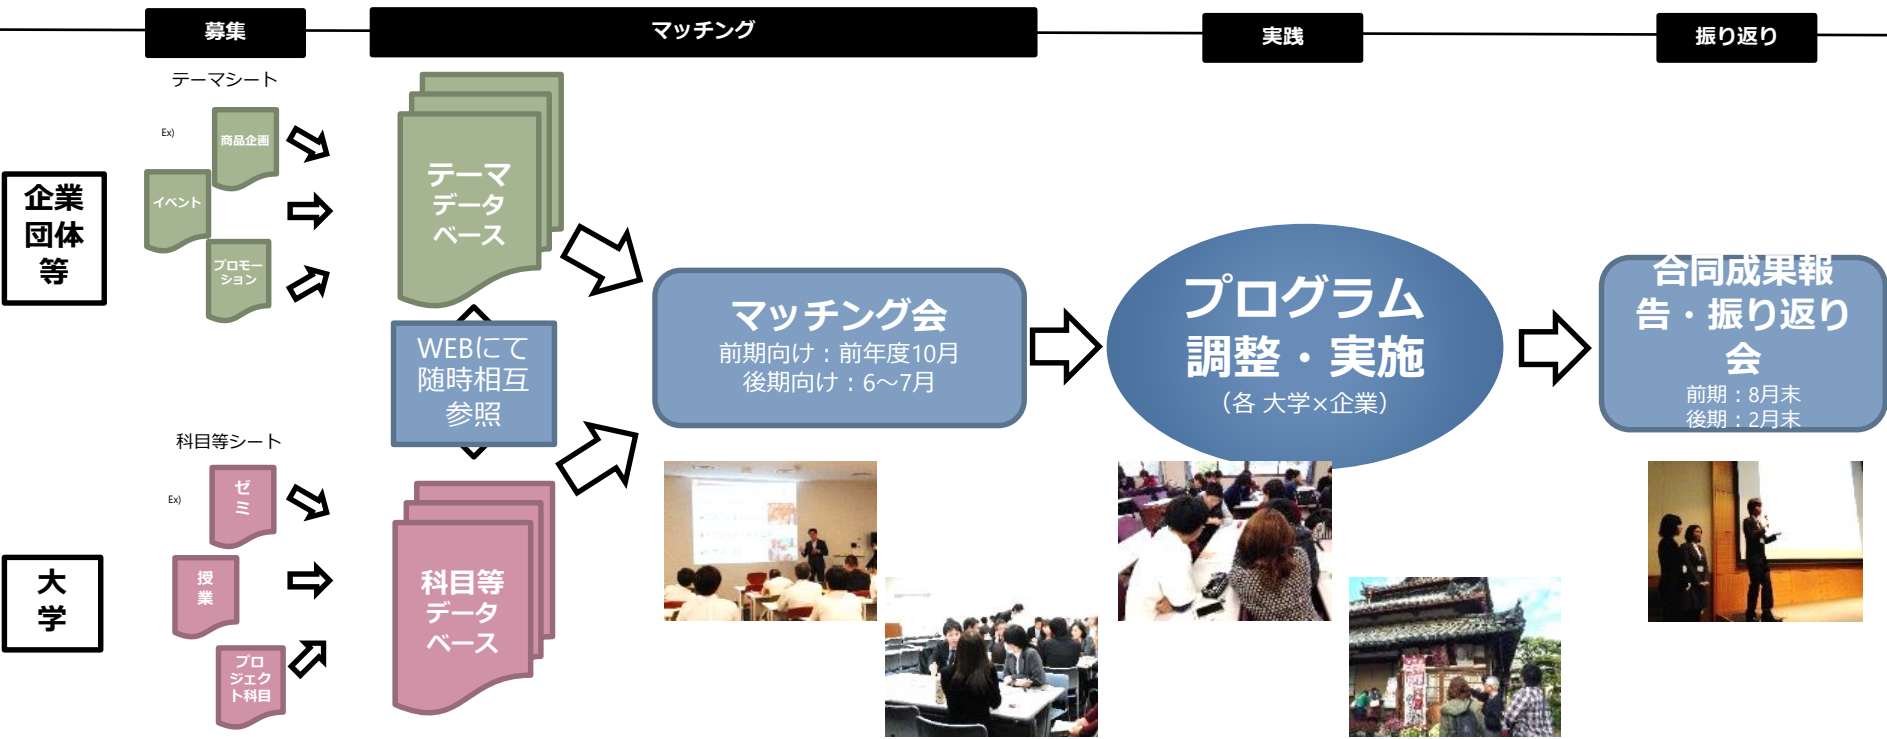 募集
マッチング
実践
振り返り
テーマシート
Ex)
商品企画
イベント
プロモー
ション
企業
団体
等
テーマ
データ
ベース
WEBにて
随時相互
参照
マッチング会
前期向け：前年度10月
後期向け：6～7月
プログラム
調整・実施
（各 大学×企業）
合同成果報
告・振り返り
会
前期：8月末
後期：2月末
科目等シート
Ex)
ゼ
ミ
授
業
プロ
ジェク
ト科目
大
学
科目等
データ
ベース